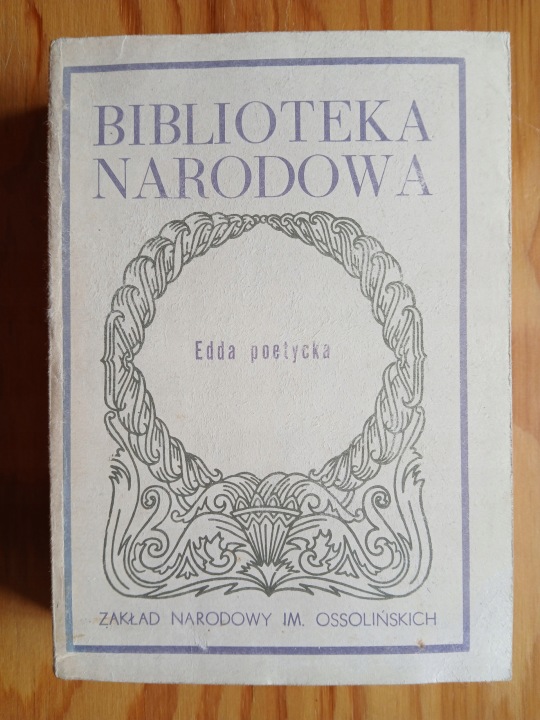 BIBLIOTEKA
NARODOWA
Edda poetycka
ZAKŁAD NARODOWY IM. OSSOLIŃSKICH